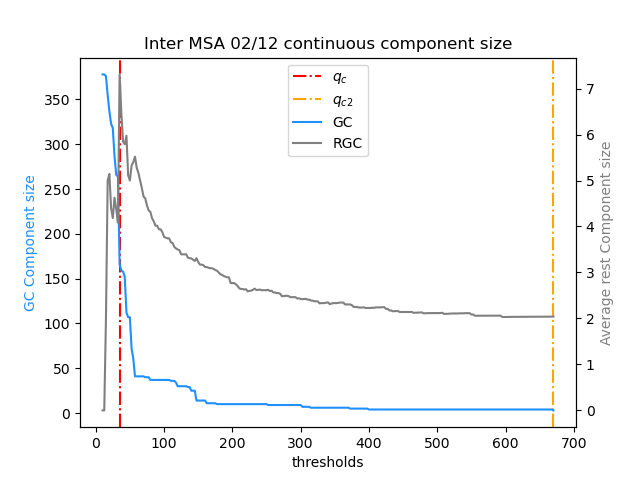 Inter MSA 02/12 continuous component size
q_c
q_c2
GC
RGC
GC Component size
350
300
250
200
150
100
50
0
7
6
5
4
3
2
1
0
Average rest Component size
0 100 200 300 400 500 600 700
thresholds